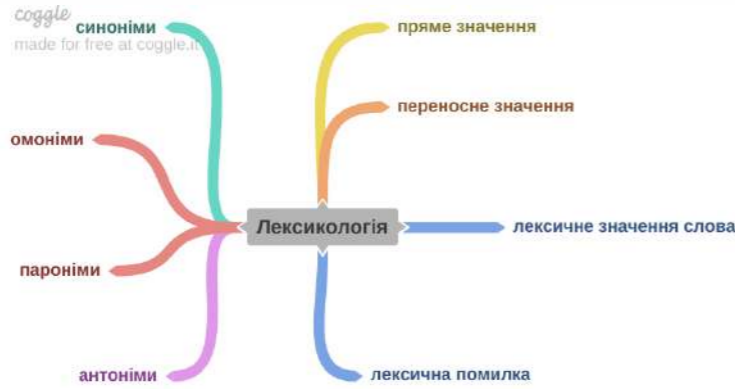 coggle
made for free at coggle.it
синоніми
омоніми
пароніми
антоніми
Лексикологія
пряме значення
переносне значення
лексичне значення слова
лексична помилка